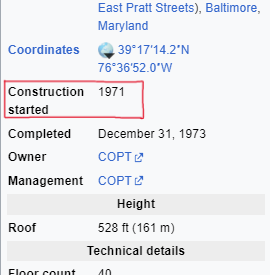 East Pratt Streets), Baltimore,
Maryland
Coordinates 39°17′14.2″N
76°36′52.0″W
Construction started 1971
Completed December 31, 1973
Owner COPT
Management COPT
Height
Roof 528 ft (161 m)
Technical details
Floor count 40